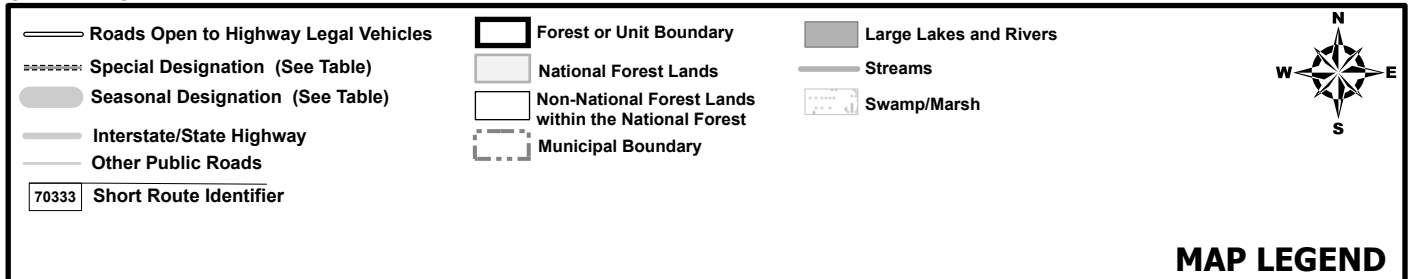 Roads Open to Highway Legal Vehicles
Special Designation (See Table)
Seasonal Designation (See Table)
Interstate/State Highway
Other Public Roads
70333 Short Route Identifier
Forest or Unit Boundary
National Forest Lands
Non-National Forest Lands
within the National Forest
Municipal Boundary
Large Lakes and Rivers
Streams
Swamp/Marsh
N
W E
S
MAP LEGEND